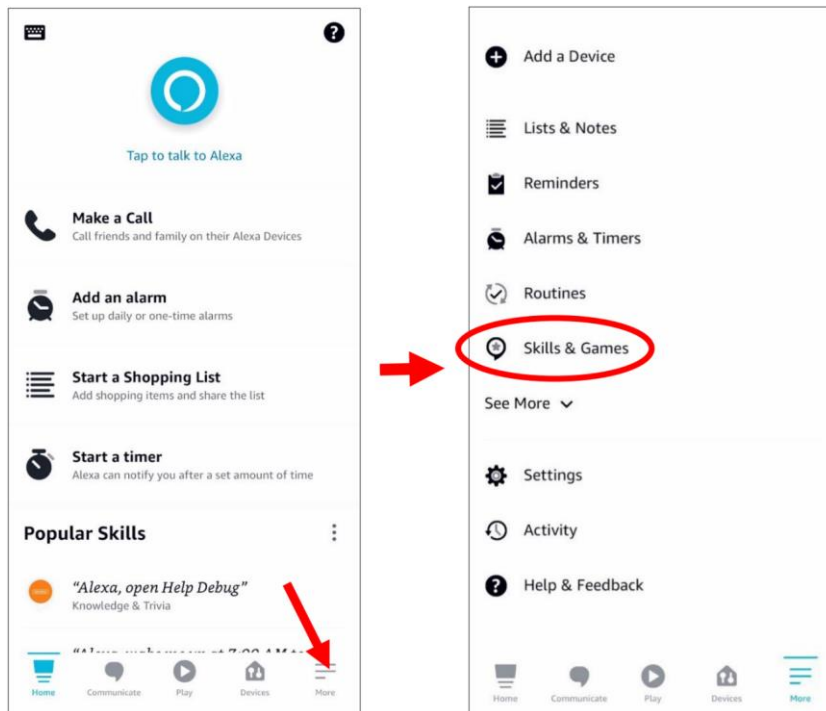 Tap to talk to Alexa
Make a Call
Call friends and family on their Alexa Devices
Add an alarm
Set up daily or one-time alarms
Start a Shopping List
Add shopping items and share the list
Start a timer
Alexa can notify you after a set amount of time
Popular Skills
“Alexa, open Help Debug”
Knowledge & Trivia
Home
Communicate
Play
Devices
More
Add a Device
Lists & Notes
Reminders
Alarms & Timers
Routines
Skills & Games
See More
Settings
Activity
Help & Feedback
Home
Communicate
Play
Devices
More